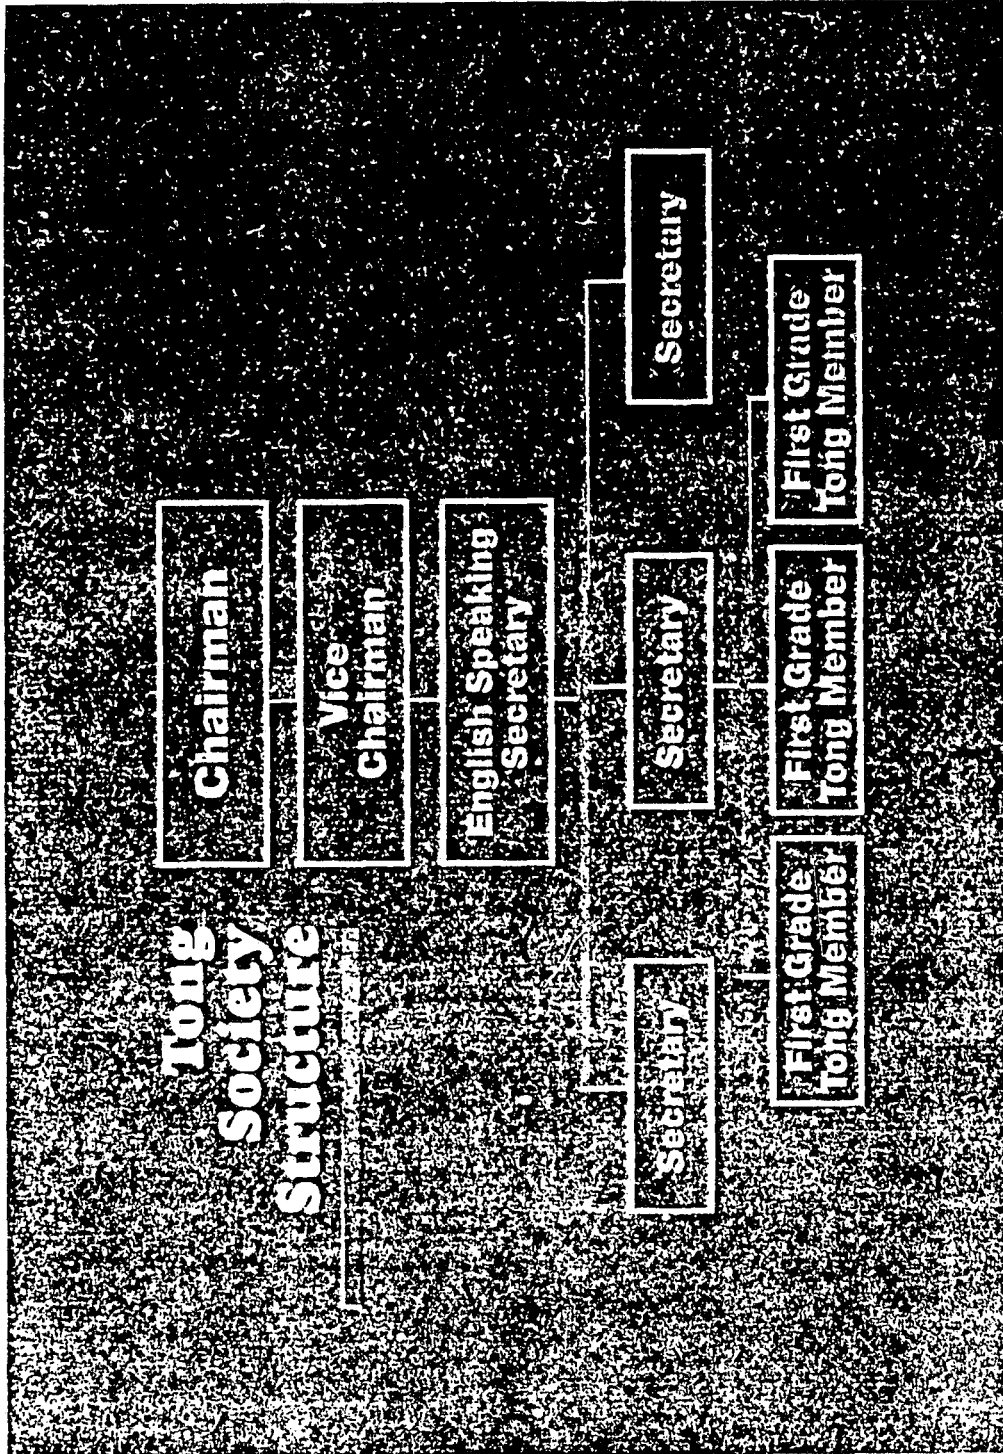 Tong
Society
Structure
Chairman
Vice
Chairman
English Speaking
Secretary
Secretary
Secretary
Secretary
First Grade
Tong Member
First Grade
Tong Member
First Grade
Tong Member